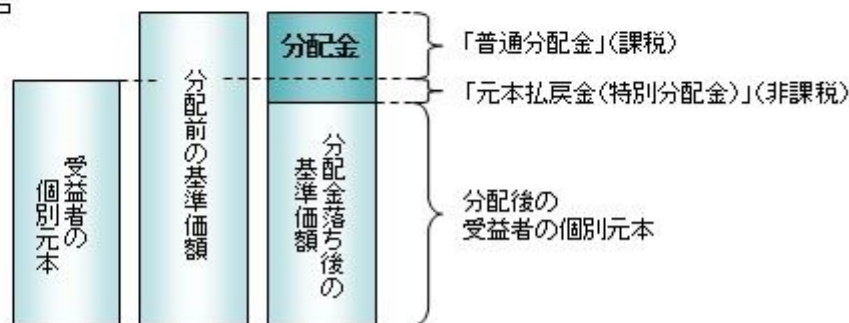 分配金
「普通分配金」(課税)
「元本払戻金(特別分配金)」(非課税)
受益者の
個別元本
分配前の基準価額
分配金落ち後の
基準価額
分配後の
受益者の個別元本